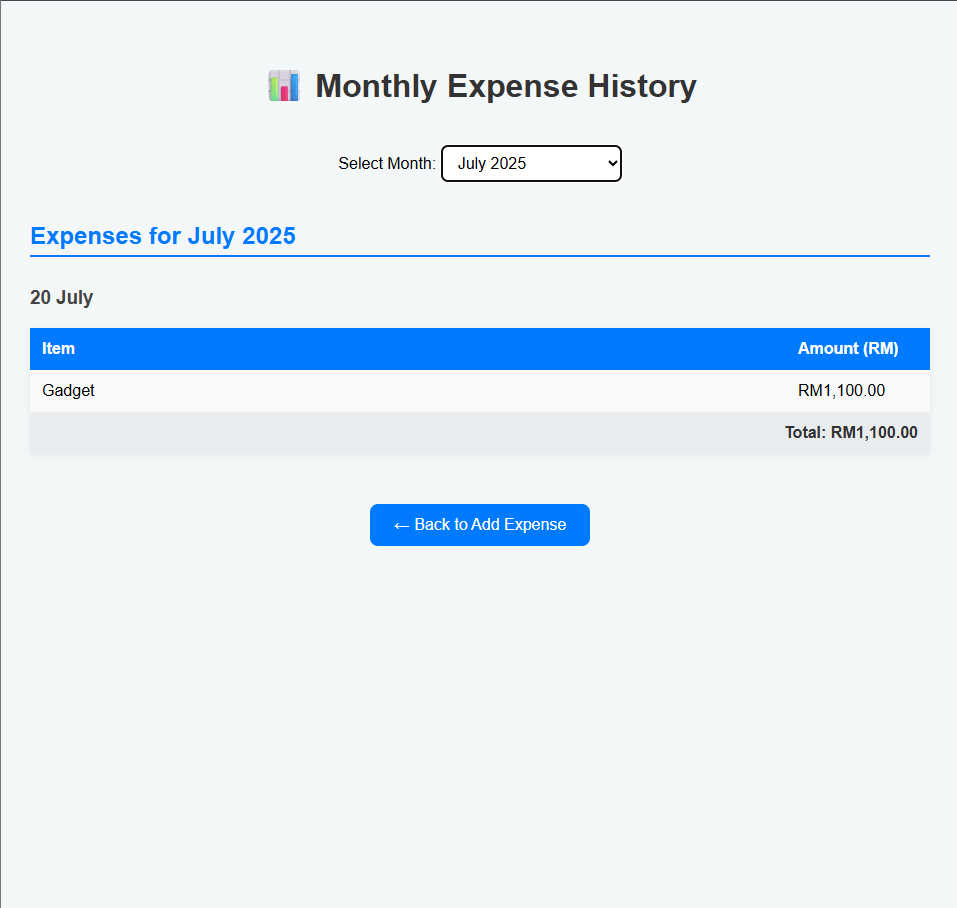 Monthly Expense History
Select Month: July 2025
Expenses for July 2025
20 July
Item Amount (RM)
Gadget RM1,100.00
Total: RM1,100.00
← Back to Add Expense